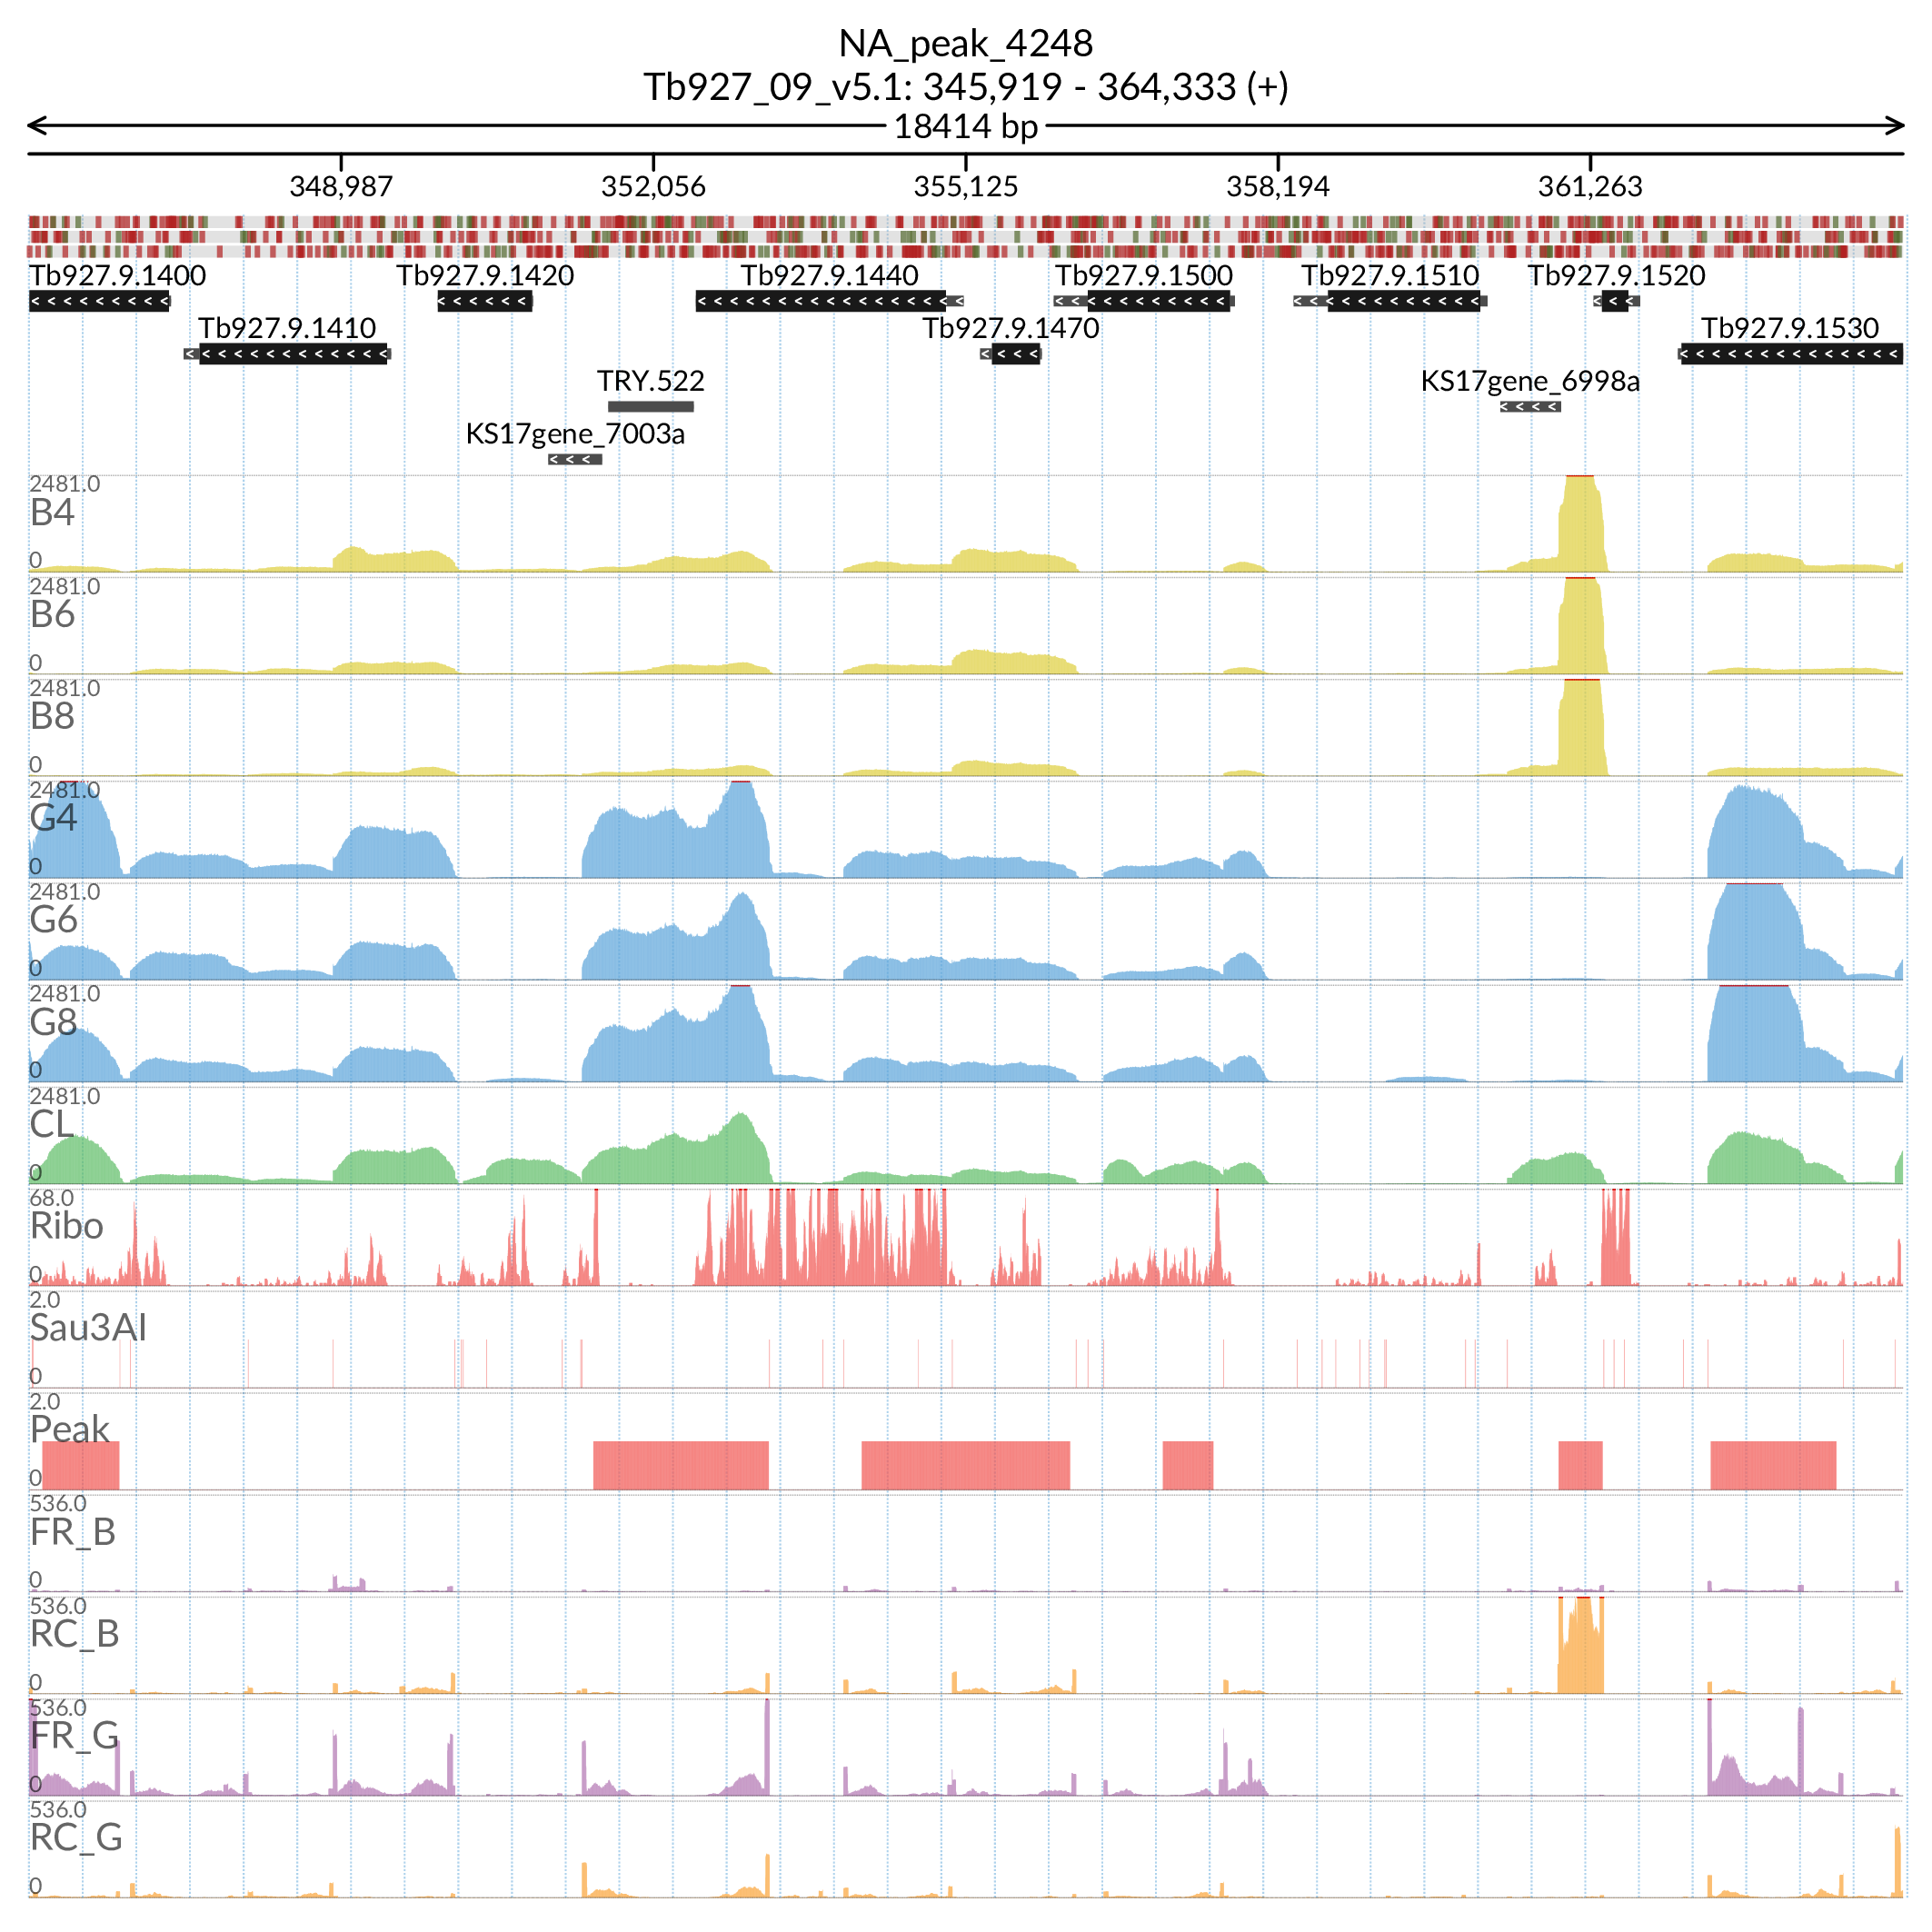 NA_peak_4248
Tb927_09_v5.1: 345,919 - 364,333 (+)
18414 bp
348,987 352,056 355,125 358,194 361,263
Tb927.9.1400 Tb927.9.1420 Tb927.9.1440 Tb927.9.1500 Tb927.9.1510 Tb927.9.1520
Tb927.9.1410 Tb927.9.1470 Tb927.9.1530
TRY.522 KS17gene_6998a
KS17gene_7003a
2481.0
B4
0
2481.0
B6
0
2481.0
B8
0
2481.0
G4
0
2481.0
G6
0
2481.0
G8
0
2481.0
CL
0
68.0
Ribo
0
2.0
Sau3AI
0
2.0
Peak
0
536.0
FR_B
0
536.0
RC_B
0
536.0
FR_G
0
536.0
RC_G
0